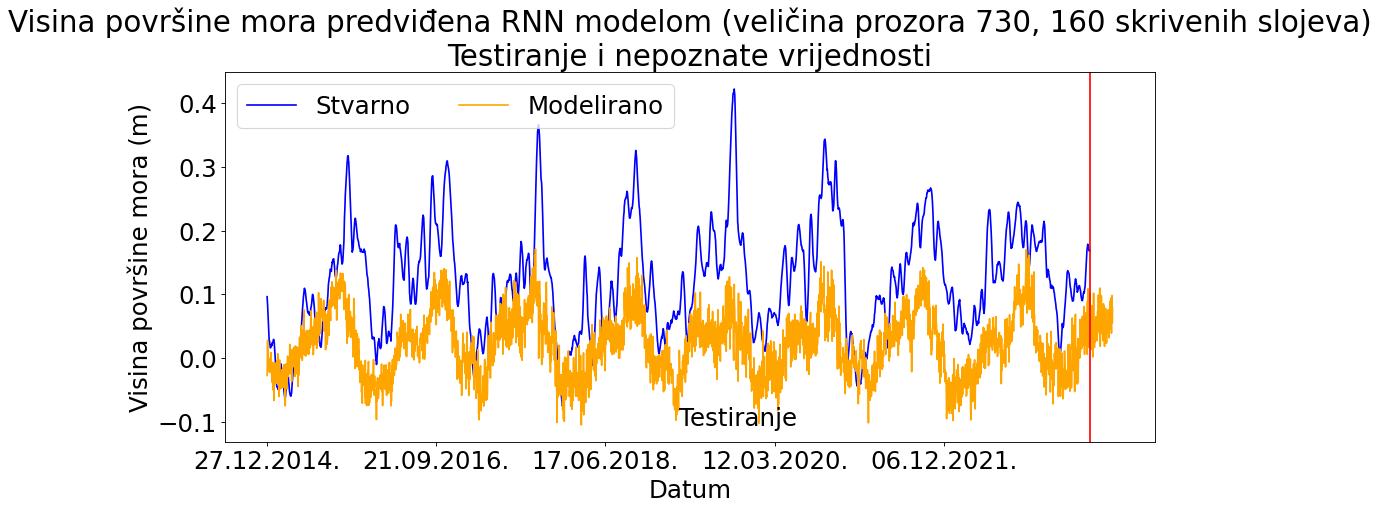 Visina površine mora predviđena RNN modelom (veličina prozora 730, 160 skrivenih slojeva)
Testiranje i nepoznate vrijednosti
Stvarno Modelirano
Visina površine mora (m)
0.4
0.3
0.2
0.1
0.0
−0.1
Testiranje
27.12.2014. 21.09.2016. 17.06.2018. 12.03.2020. 06.12.2021.
Datum